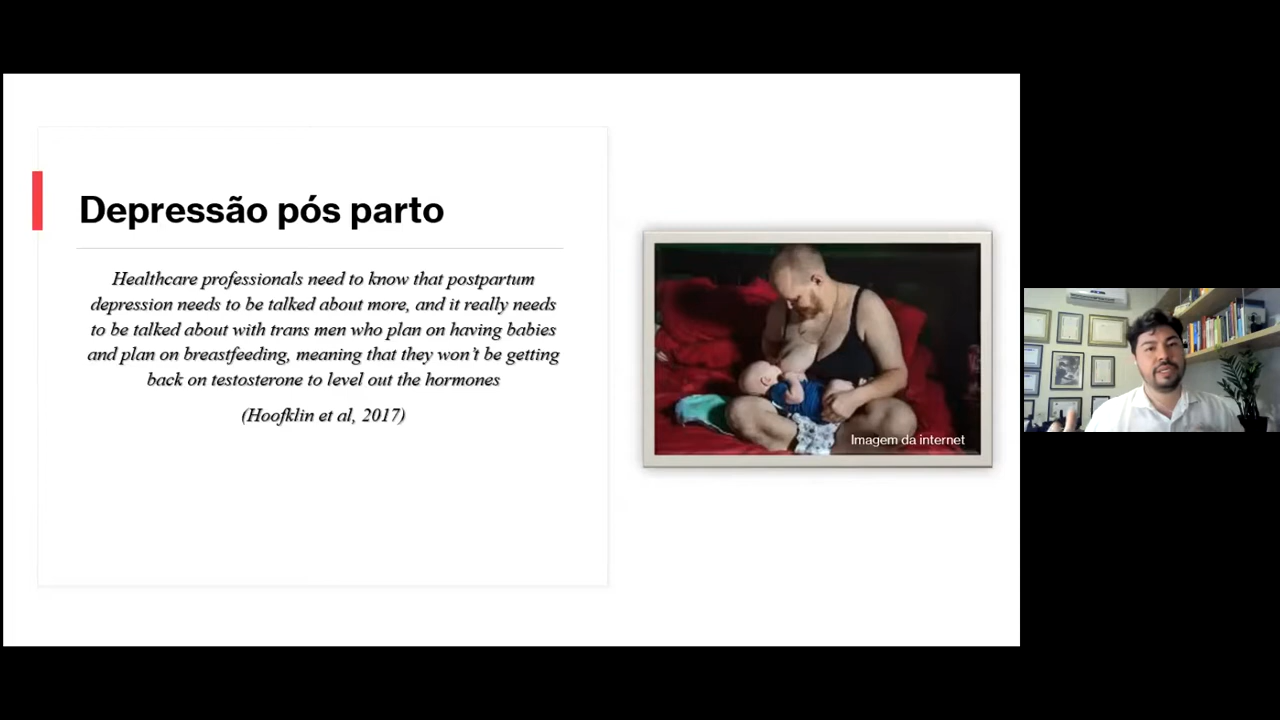 Depressão pós parto
Healthcare professionals need to know that postpartum
depression needs to be talked about more, and it really needs
to be talked about with trans men who plan on having babies
and plan on breastfeeding, meaning that they won't be getting
back on testosterone to level out the hormones
(Hoofklin et al, 2017)
Imagem da internet